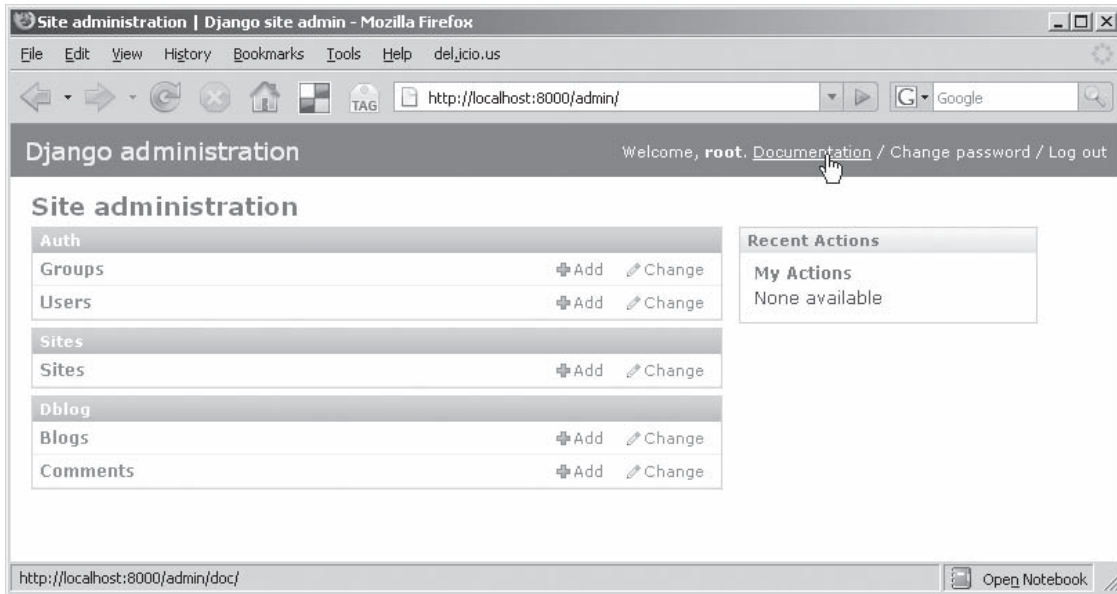 Site administration | Django site admin - Mozilla Firefox
File Edit View History Bookmarks Tools Help del.icio.us
TAG http://localhost:8000/admin/ G Google
Django administration Welcome, root. Documentation / Change password / Log out
Site administration
Auth
Groups Add Change
Users Add Change
Sites
Sites Add Change
Dblog
Blogs Add Change
Comments Add Change
Recent Actions
My Actions
None available
http://localhost:8000/admin/doc/ Open Notebook